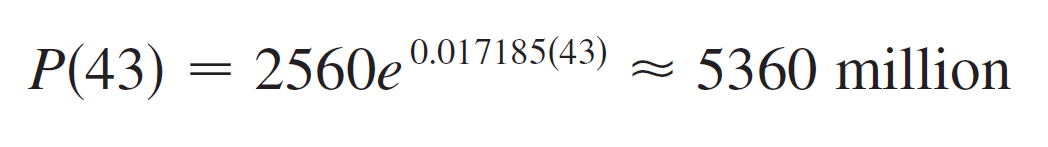 P(43) = 2560e^{0.017185(43)} ≈ 5360 million